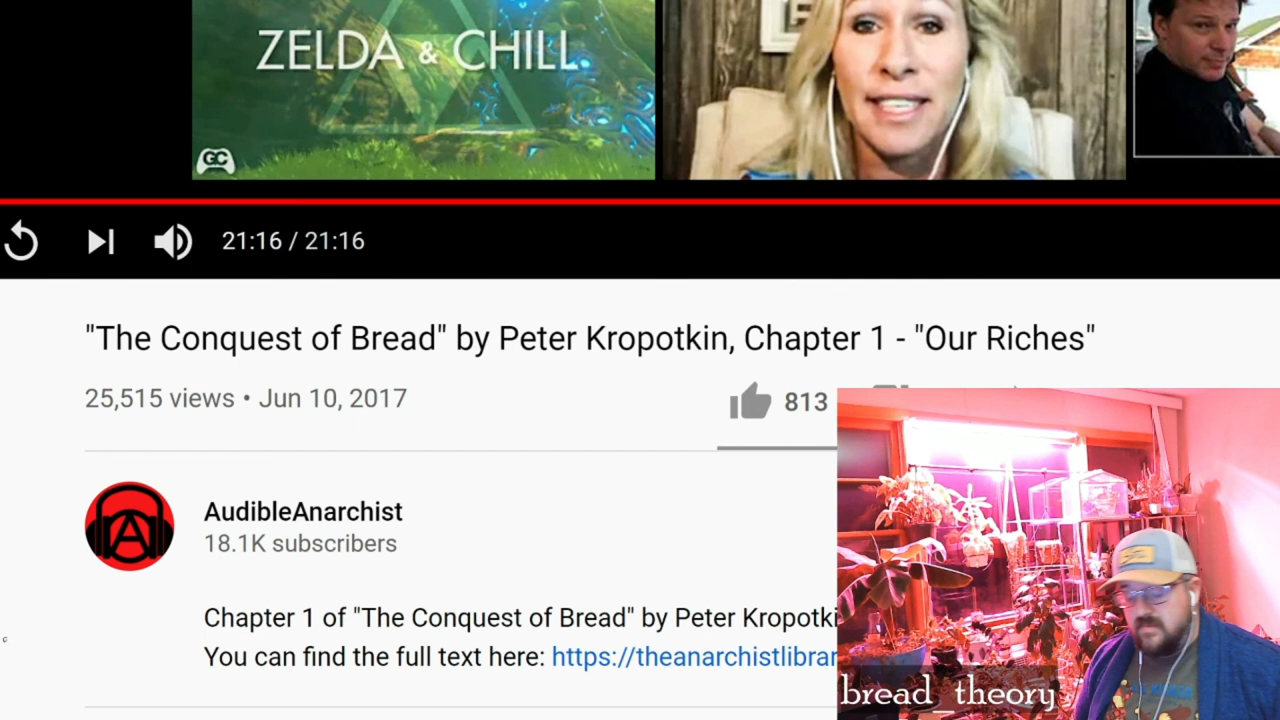 ZELDA & CHILL
GC
21:16 / 21:16
"The Conquest of Bread" by Peter Kropotkin, Chapter 1 - "Our Riches"
25,515 views • Jun 10, 2017
813
AudibleAnarchist
18.1K subscribers
Chapter 1 of "The Conquest of Bread" by Peter Kropotki
You can find the full text here: https://theanarchistlibrar
bread_theory